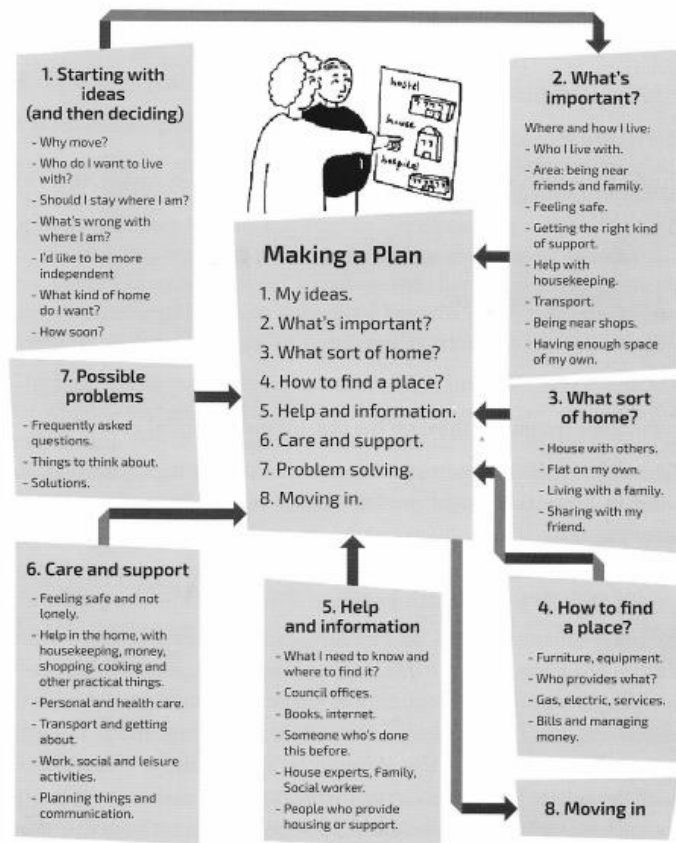 1. Starting with
ideas
(and then deciding)
- Why move?
- Who do I want to live
with?
- Should I stay where I am?
- What's wrong with
where I am?
- I'd like to be more
independent
- What kind of home
do I want?
- How soon?
hostel
house
hospital
2. What's
important?
Where and how I live:
- Who I live with.
- Area: being near
friends and family.
- Feeling safe.
- Getting the right kind
of support.
- Help with
housekeeping.
- Transport.
- Being near shops.
- Having enough space
of my own.
Making a Plan
1. My ideas.
2. What's important?
3. What sort of home?
4. How to find a place?
5. Help and information.
6. Care and support.
7. Problem solving.
8. Moving in.
3. What sort
of home?
- House with others.
- Flat on my own.
- Living with a family.
- Sharing with my
friend.
4. How to find
a place?
- Furniture, equipment.
- Who provides what?
- Gas, electric, services.
- Bills and managing
money.
5. Help
and information
- What I need to know and
where to find it?
- Council offices.
- Books, internet.
- Someone who's done
this before.
- House experts, Family,
Social worker.
- People who provide
housing or support.
6. Care and support
- Feeling safe and not
lonely.
- Help in the home, with
housekeeping, money,
shopping, cooking and
other practical things.
- Personal and health care.
- Transport and getting
about.
- Work, social and leisure
activities.
- Planning things and
communication.
7. Possible
problems
- Frequently asked
questions.
- Things to think about.
- Solutions.
8. Moving in